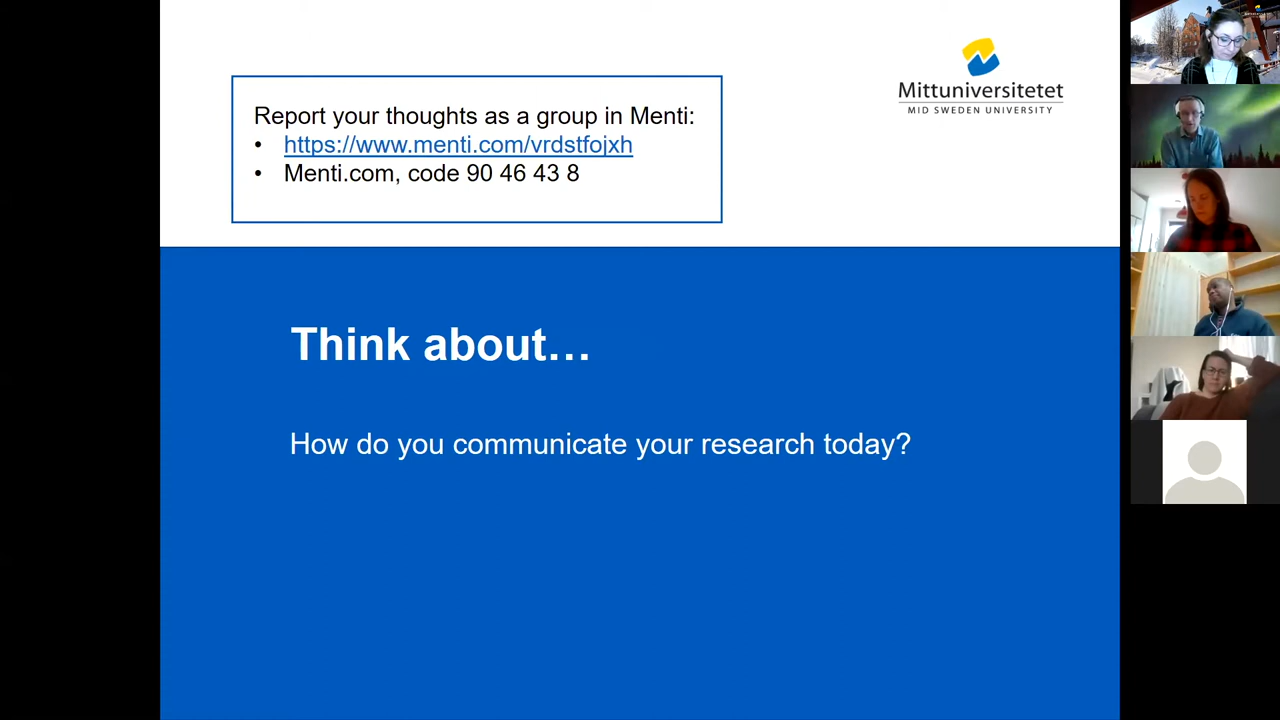 Report your thoughts as a group in Menti:
• https://www.menti.com/vrdstfojxh
• Menti.com, code 90 46 43 8
Mittuniversitetet
MID SWEDEN UNIVERSITY
Think about…
How do you communicate your research today?